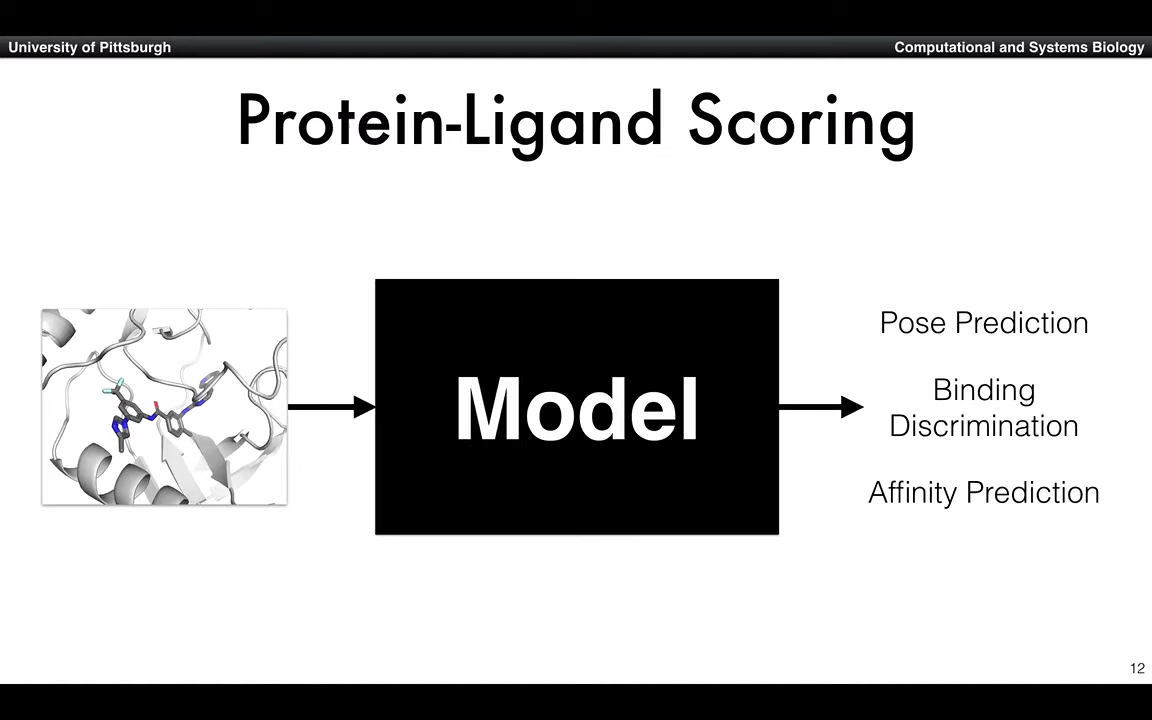 University of Pittsburgh
Computational and Systems Biology
Protein-Ligand Scoring
Model
Pose Prediction
Binding
Discrimination
Affinity Prediction
12